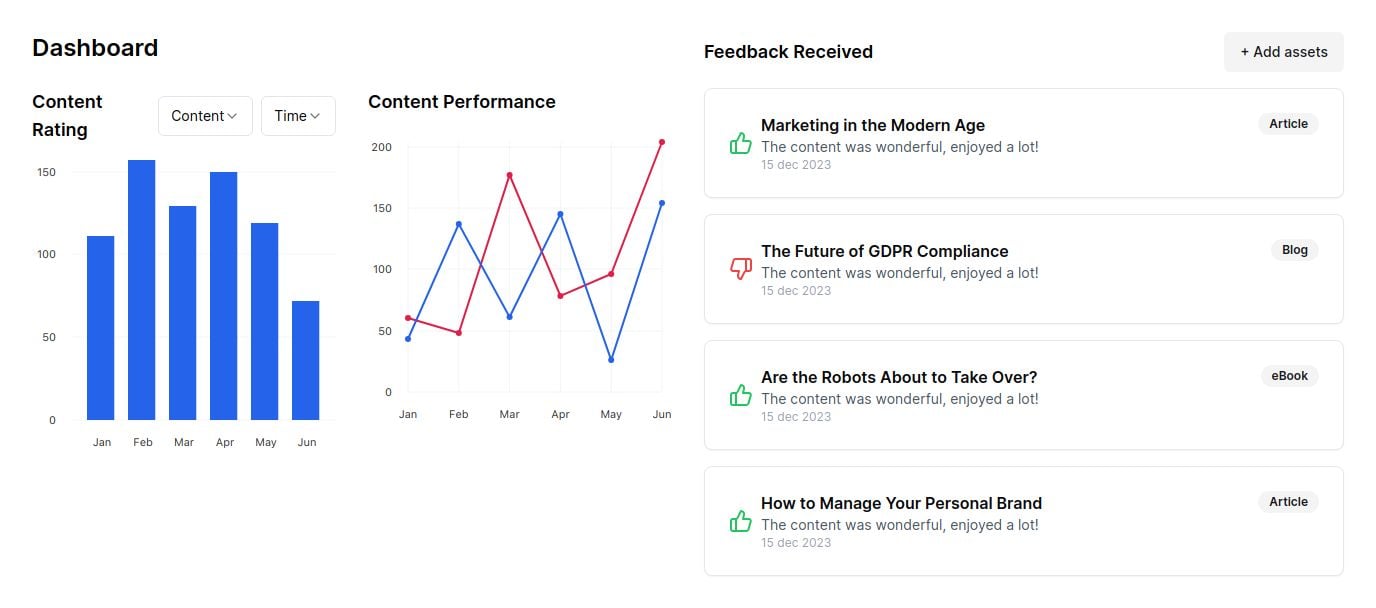 Dashboard
Content
Rating
Content
Time
150
100
50
0
Jan Feb Mar Apr May Jun
Content Performance
200
150
100
50
0
Jan Feb Mar Apr May Jun
Feedback Received
+ Add assets
Marketing in the Modern Age
Article
The content was wonderful, enjoyed a lot!
15 dec 2023
The Future of GDPR Compliance
Blog
The content was wonderful, enjoyed a lot!
15 dec 2023
Are the Robots About to Take Over?
eBook
The content was wonderful, enjoyed a lot!
15 dec 2023
How to Manage Your Personal Brand
Article
The content was wonderful, enjoyed a lot!
15 dec 2023